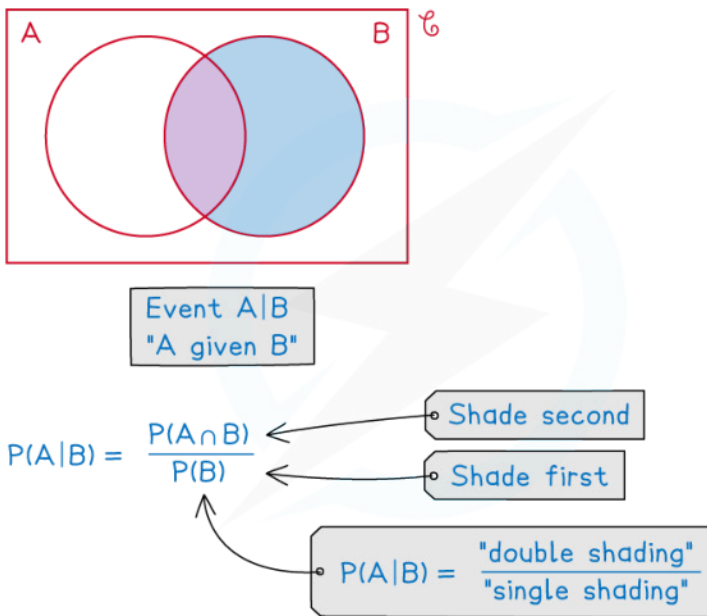 A B ℰ
Event A|B
"A given B"
P(A|B) = P(A∩B) / P(B)
Shade second
Shade first
P(A|B) = "double shading" / "single shading"